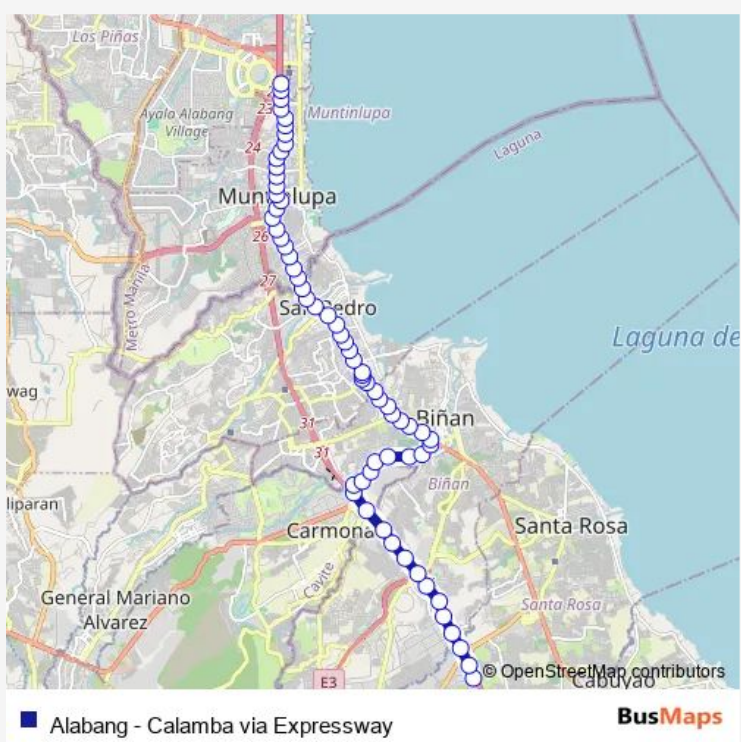 Las Piñas
Ayala Alabang
Village
23
Muntinlupa
24
Laguna
Muntinlupa
26
Metro Manila
27
San Pedro
Laguna de
wag
31
Biñan
31
Biñan
liparan
Carmona
Santa Rosa
Cavite
General Mariano
Alvarez
Santa Rosa
E3
© OpenStreetMap contributors
Cabuyao
Alabang - Calamba via Expressway
BusMaps